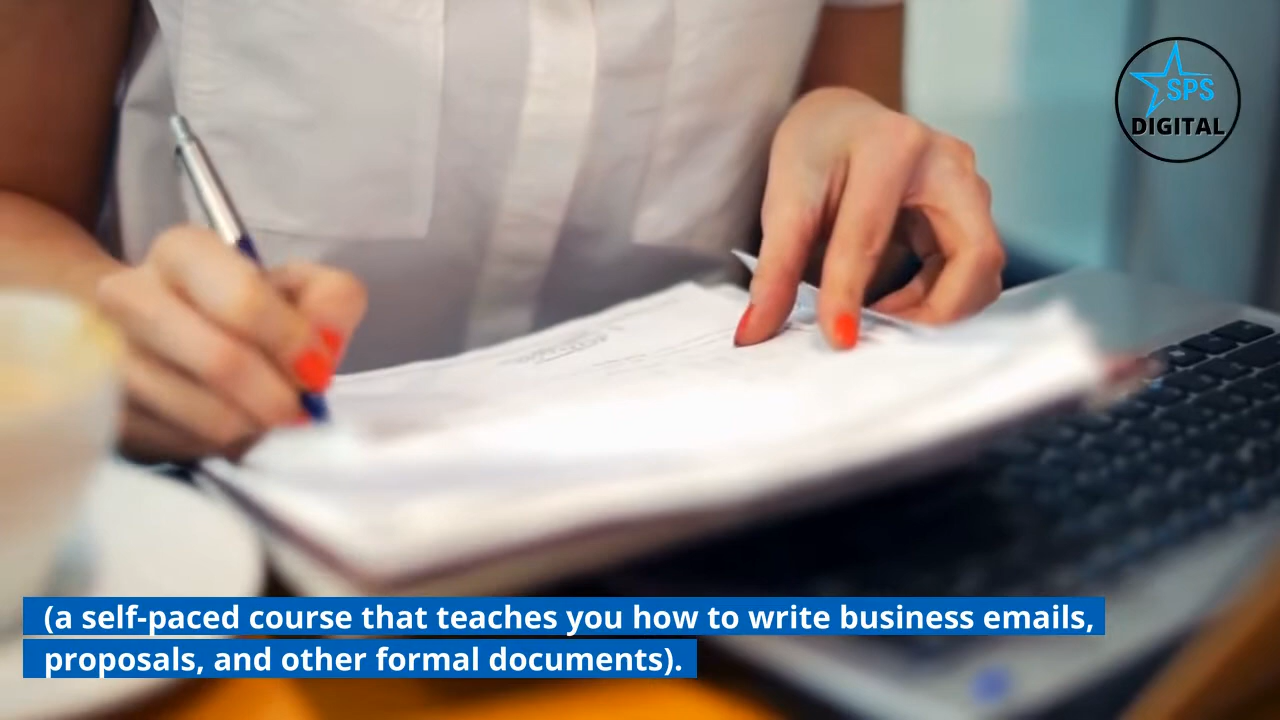 SPS
DIGITAL
(a self-paced course that teaches you how to write business emails,
proposals, and other formal documents).